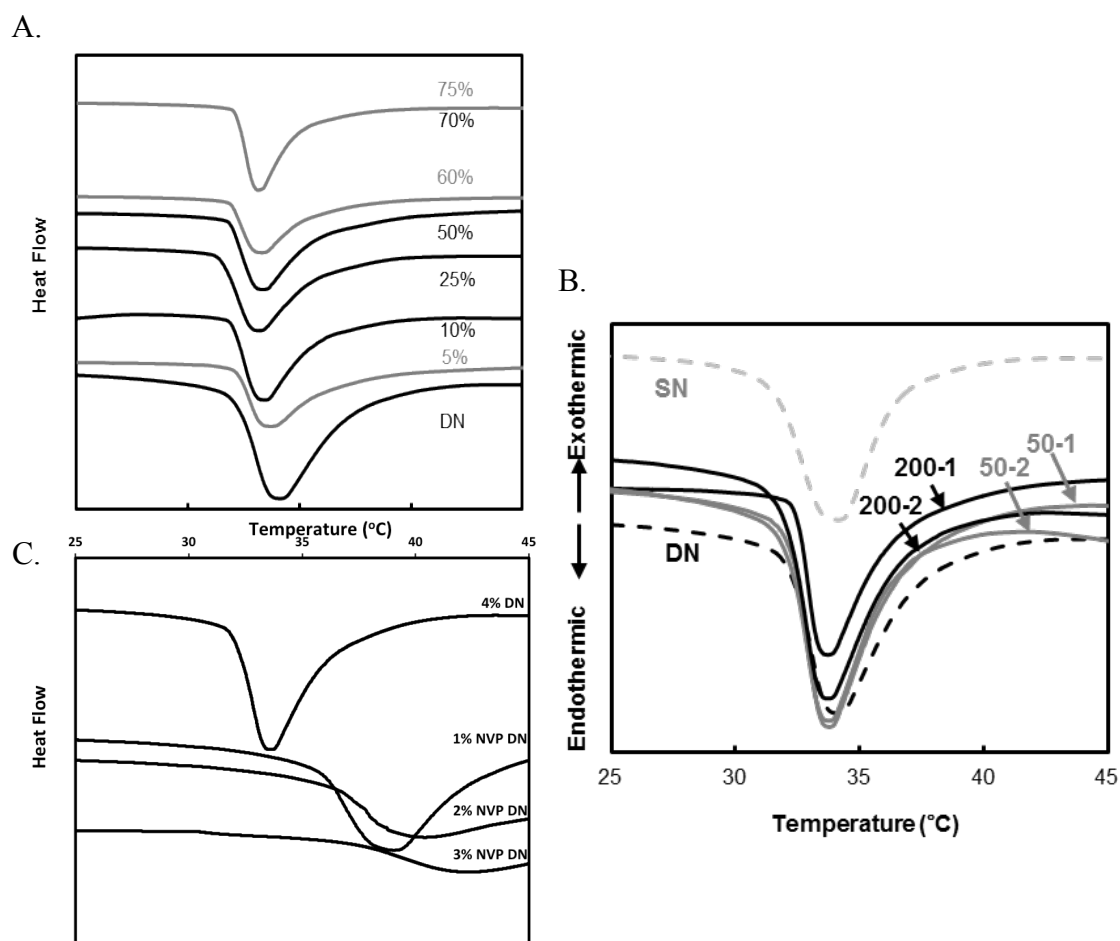 A.
75%
70%
60%
50%
25%
10%
5%
DN
Heat Flow
B.
SN
50-1
200-1
50-2
200-2
DN
Exothermic
Endothermic
25 30 35 40 45
Temperature (°C)
C.
Temperature (°C)
25 30 35 40 45
4% DN
1% NVP DN
2% NVP DN
3% NVP DN
Heat Flow